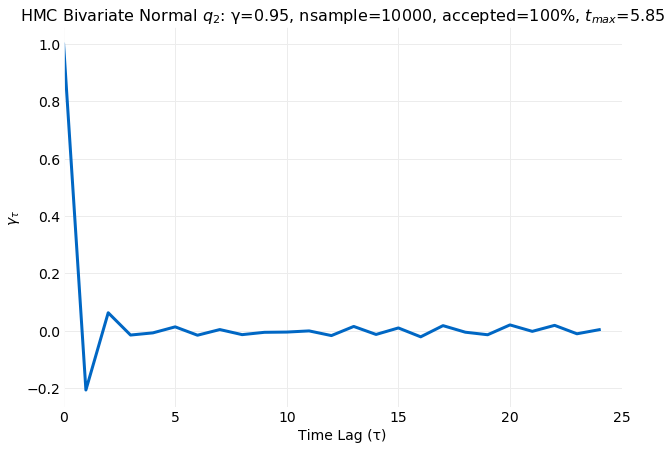 HMC Bivariate Normal q₂: γ=0.95, nsample=10000, accepted=100%, tₘₐₓ=5.85
1.0
0.8
0.6
0.4
0.2
0.0
−0.2
γτ
0 5 10 15 20 25
Time Lag (τ)